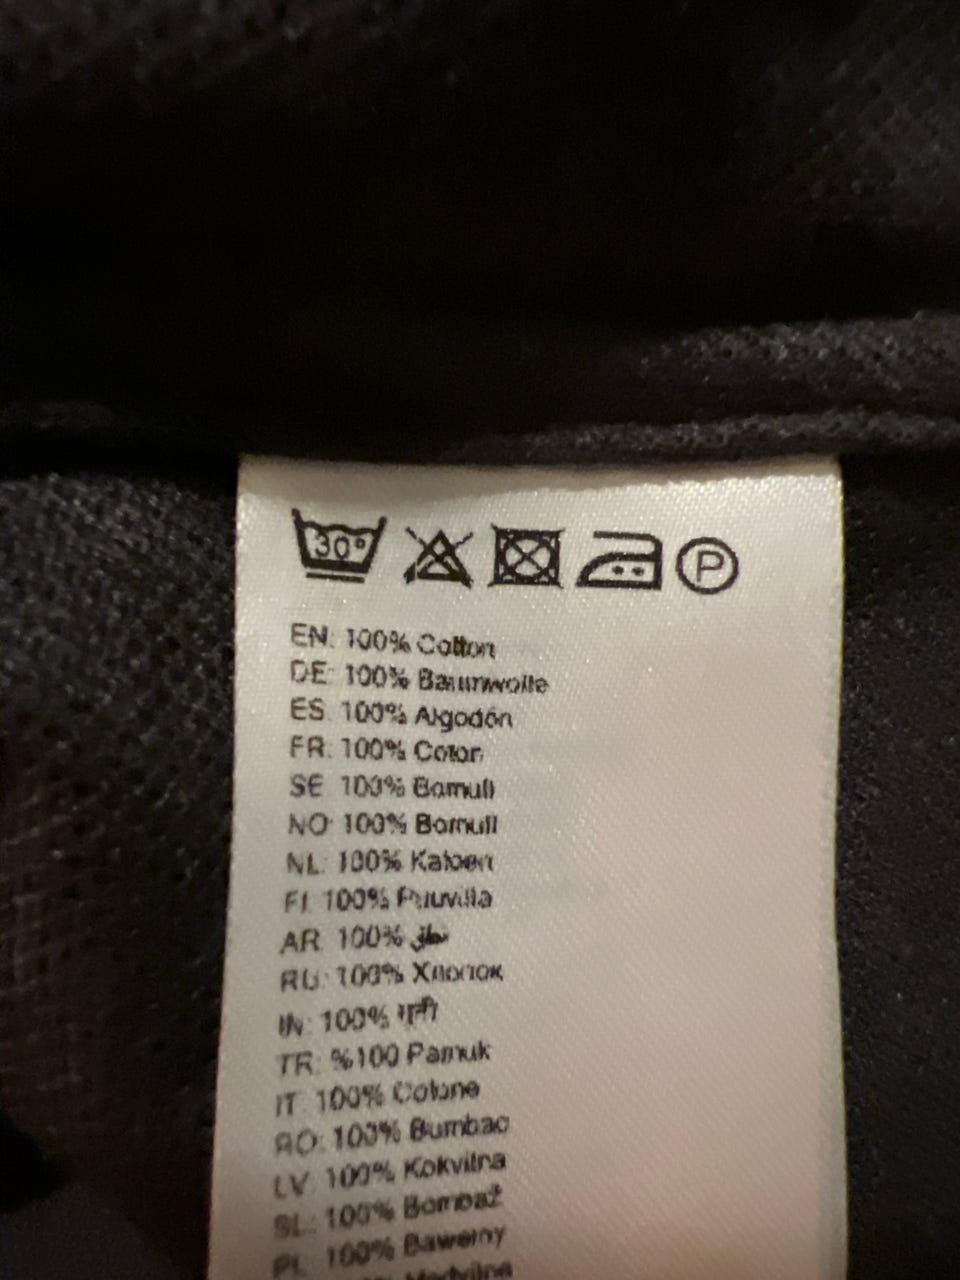 30° P
EN: 100% Cotton
DE: 100% Baumwolle
ES: 100% Algodón
FR: 100% Coton
SE 100% Bomull
NO: 100% Bomull
NL: 100% Katoen
FI 100% Puuvilla
AR 100%
RU: 100% Хлопок
IN: 100%
TR: %100 Pamuk
IT 100% Cotone
RO: 100% Bumbac
LV 100% Kokvilna
SL: 100% Bombaž
PL 100% Bawełny